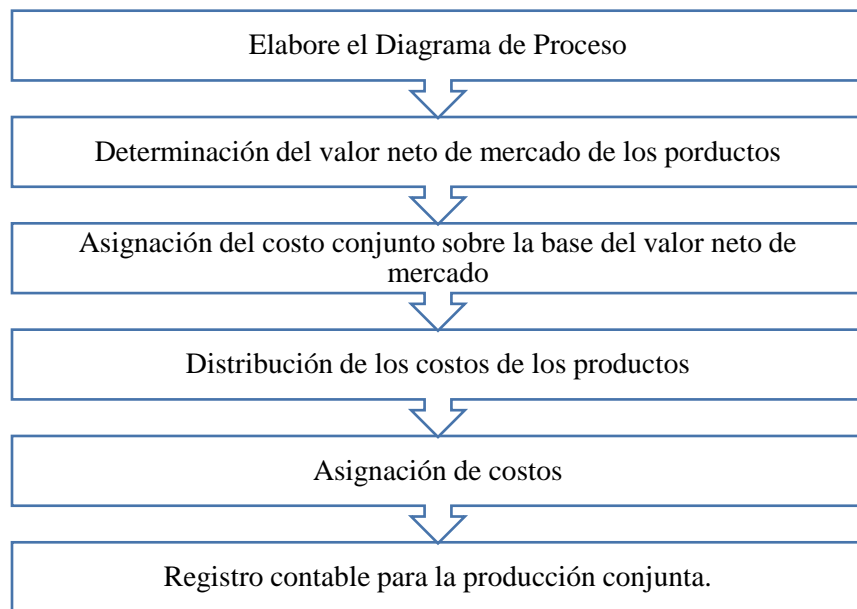 Elabore el Diagrama de Proceso
Determinación del valor neto de mercado de los porductos
Asignación del costo conjunto sobre la base del valor neto de
mercado
Distribución de los costos de los productos
Asignación de costos
Registro contable para la producción conjunta.